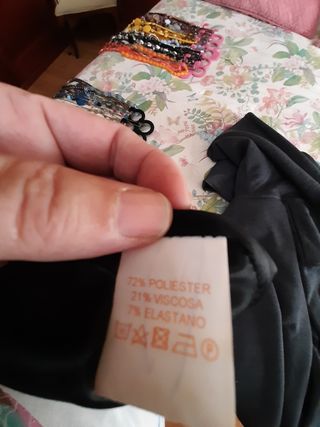 72% POLIESTER
21% VISCOSA
7% ELASTANO
P